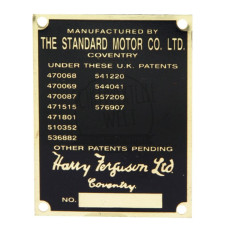 MANUFACTURED BY
THE STANDARD MOTOR CO. LTD.
COVENTRY
UNDER THESE U.K. PATENTS
470068 541220
470069 544041
470087 557209
471515 576907
471801
510352
536882
OTHER PATENTS PENDING
Harry Ferguson Ltd.
Coventry.
NO.